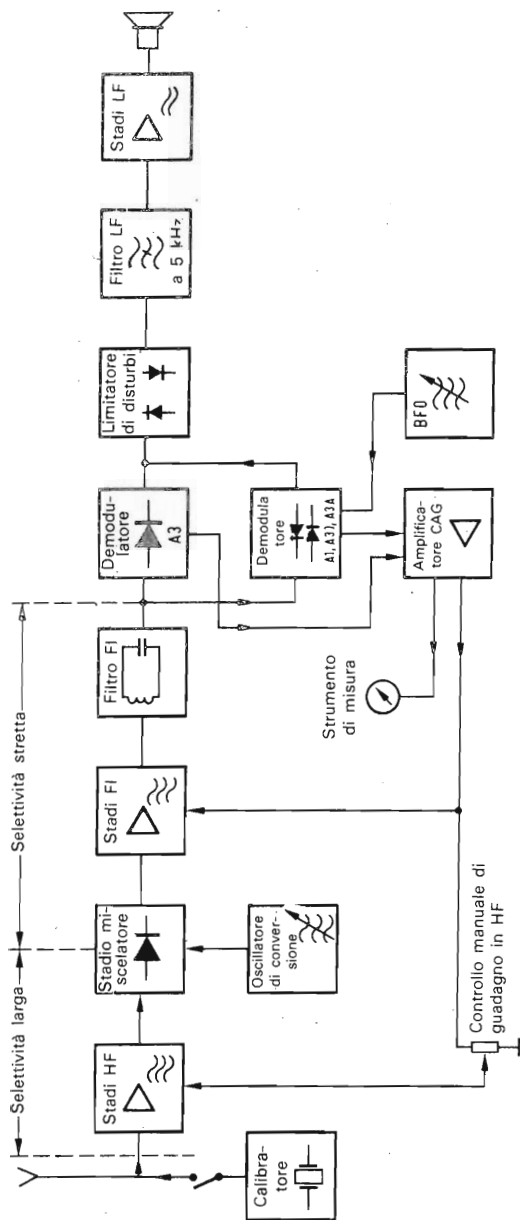 Selettività larga
Selettività stretta
Calibra-
tore
Stadi HF
Stadio mi-
scelatore
Oscillatore
di conver-
sione
Stadi FI
Filtro FI
Demodu-
latore
A3
Demodula
tore
A1, A3J, A3A
BFO
Amplifica-
tore CAG
Strumento
di misura
Controllo manuale di
guadagno in HF
Limitatore
di disturbi
Filtro LF
a 5 kHz
Stadi LF